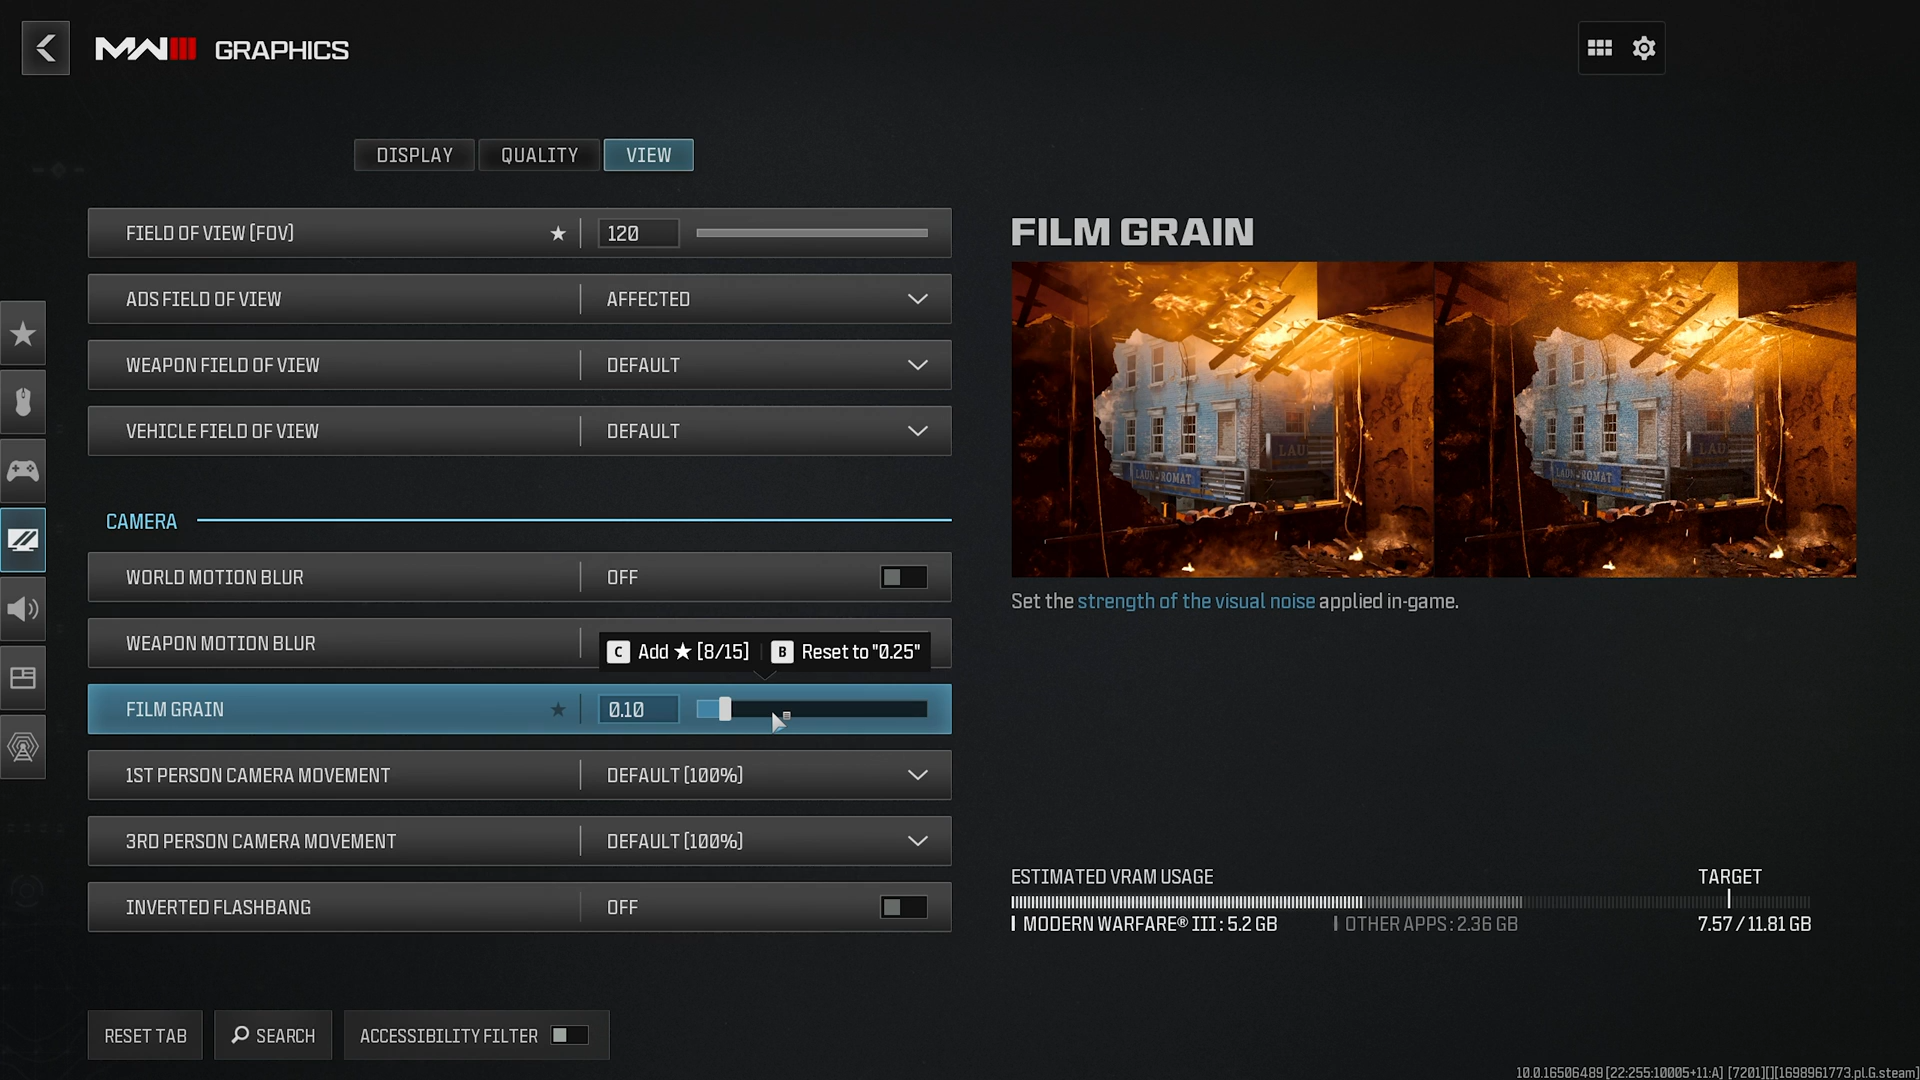 MWIII GRAPHICS
DISPLAY QUALITY VIEW
FIELD OF VIEW [FOV] 120
ADS FIELD OF VIEW AFFECTED
WEAPON FIELD OF VIEW DEFAULT
VEHICLE FIELD OF VIEW DEFAULT
CAMERA
WORLD MOTION BLUR OFF
WEAPON MOTION BLUR
C Add ★ [8/15] B Reset to "0.25"
FILM GRAIN 0.10
1ST PERSON CAMERA MOVEMENT DEFAULT [100%]
3RD PERSON CAMERA MOVEMENT DEFAULT [100%]
INVERTED FLASHBANG OFF
RESET TAB SEARCH ACCESSIBILITY FILTER
FILM GRAIN
LAU
LAUNDROMAT
LAU
LAUNDROMAT
Set the strength of the visual noise applied in-game.
ESTIMATED VRAM USAGE TARGET
MODERN WARFARE® III : 5.2 GB OTHER APPS : 2.36 GB 7.57 / 11.81 GB
10.0.16506489 [22:255:10005+11:A] [7201][][1698961773.pl.G.steam]